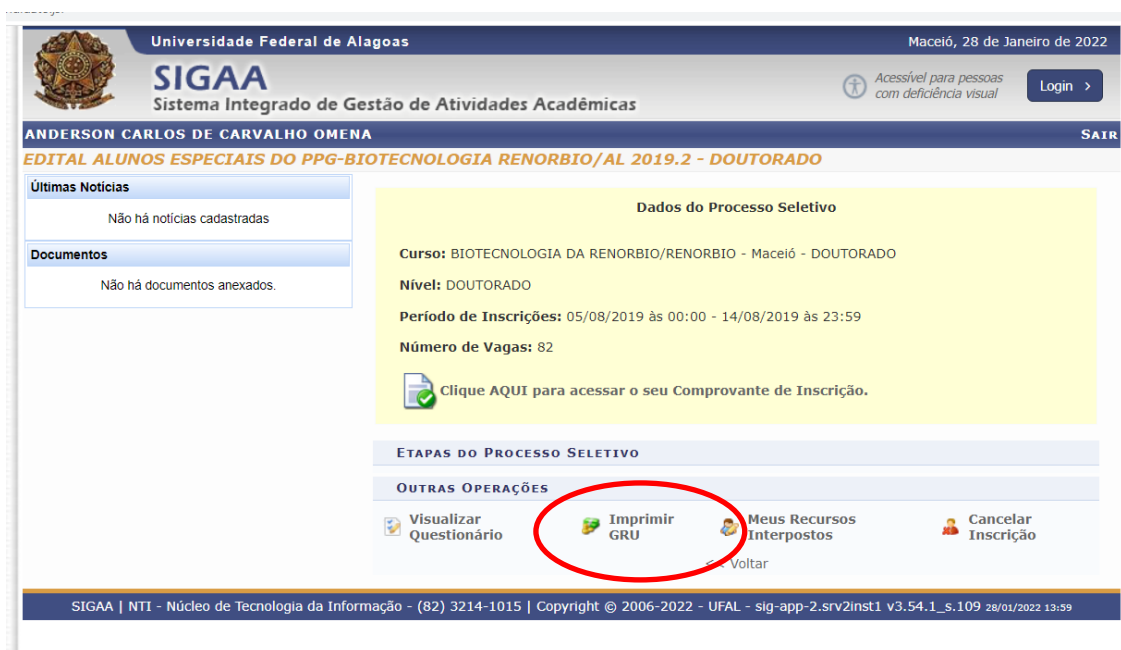 Universidade Federal de Alagoas
Maceió, 28 de Janeiro de 2022
SIGAA
Sistema Integrado de Gestão de Atividades Acadêmicas
Acessível para pessoas
com deficiência visual
Login >
ANDERSON CARLOS DE CARVALHO OMENA
SAIR
EDITAL ALUNOS ESPECIAIS DO PPG-BIOTECNOLOGIA RENORBIO/AL 2019.2 - DOUTORADO
Últimas Notícias
Não há notícias cadastradas
Documentos
Não há documentos anexados.
Dados do Processo Seletivo
Curso: BIOTECNOLOGIA DA RENORBIO/RENORBIO - Maceió - DOUTORADO
Nível: DOUTORADO
Período de Inscrições: 05/08/2019 às 00:00 - 14/08/2019 às 23:59
Número de Vagas: 82
Clique AQUI para acessar o seu Comprovante de Inscrição.
ETAPAS DO PROCESSO SELETIVO
OUTRAS OPERAÇÕES
Visualizar
Questionário
Imprimir
GRU
Meus Recursos
Interpostos
Cancelar
Inscrição
<< Voltar
SIGAA | NTI - Núcleo de Tecnologia da Informação - (82) 3214-1015 | Copyright © 2006-2022 - UFAL - sig-app-2.srv2inst1 v3.54.1_s.109 28/01/2022 13:59